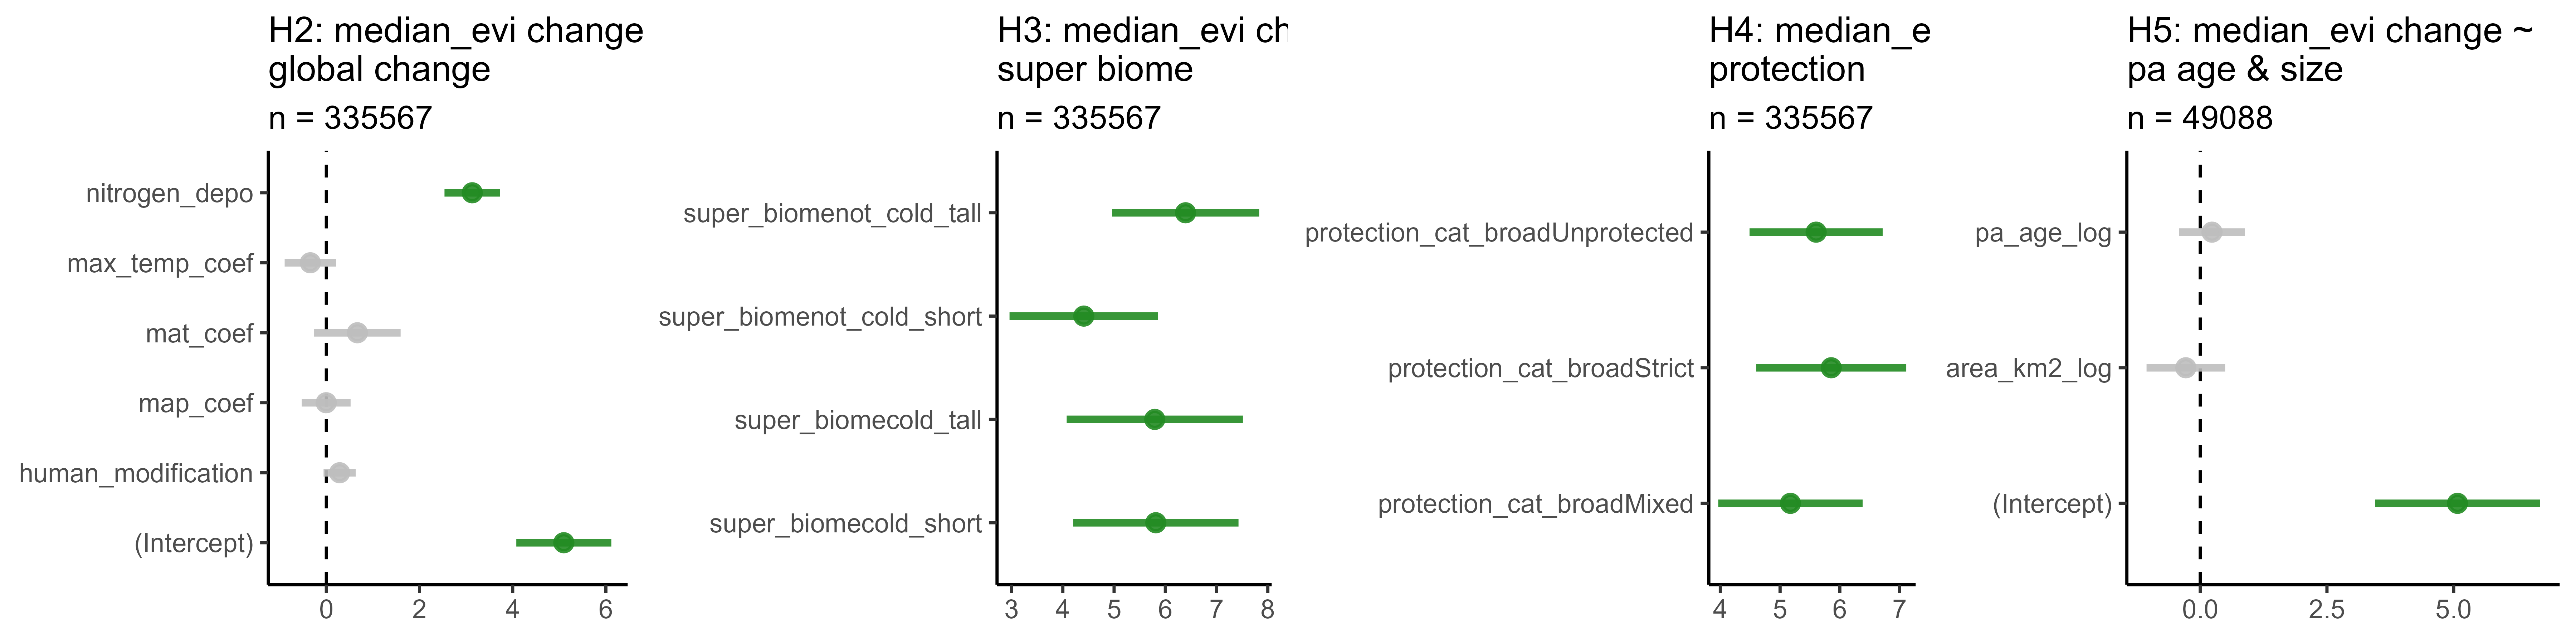 H2: median_evi change
global change
n = 335567
nitrogen_depo
max_temp_coef
mat_coef
map_coef
human_modification
(Intercept)
0 2 4 6
H3: median_evi ch
super biome
n = 335567
super_biomenot_cold_tall
super_biomenot_cold_short
super_biomecold_tall
super_biomecold_short
3 4 5 6 7 8
H4: median_e
protection
n = 335567
protection_cat_broadUnprotected
protection_cat_broadStrict
protection_cat_broadMixed
4 5 6 7
H5: median_evi change ~
pa age & size
n = 49088
pa_age_log
area_km2_log
(Intercept)
0.0 2.5 5.0